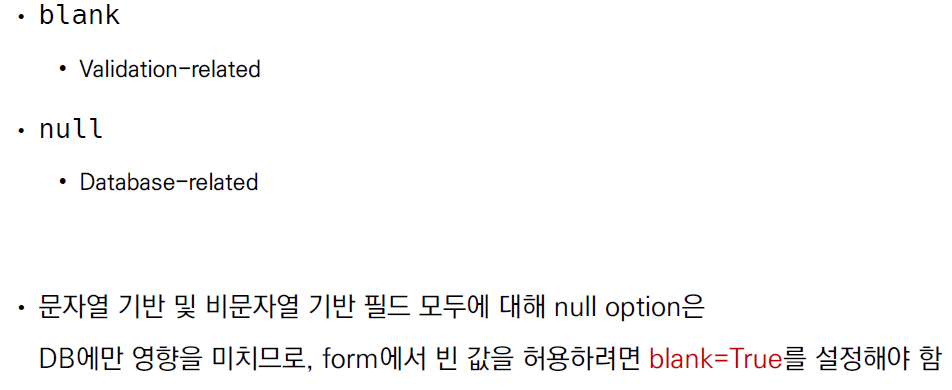 • blank
• Validation-related
• null
• Database-related
• 문자열 기반 및 비문자열 기반 필드 모두에 대해 null option은
DB에만 영향을 미치므로, form에서 빈 값을 허용하려면 blank=True를 설정해야 함